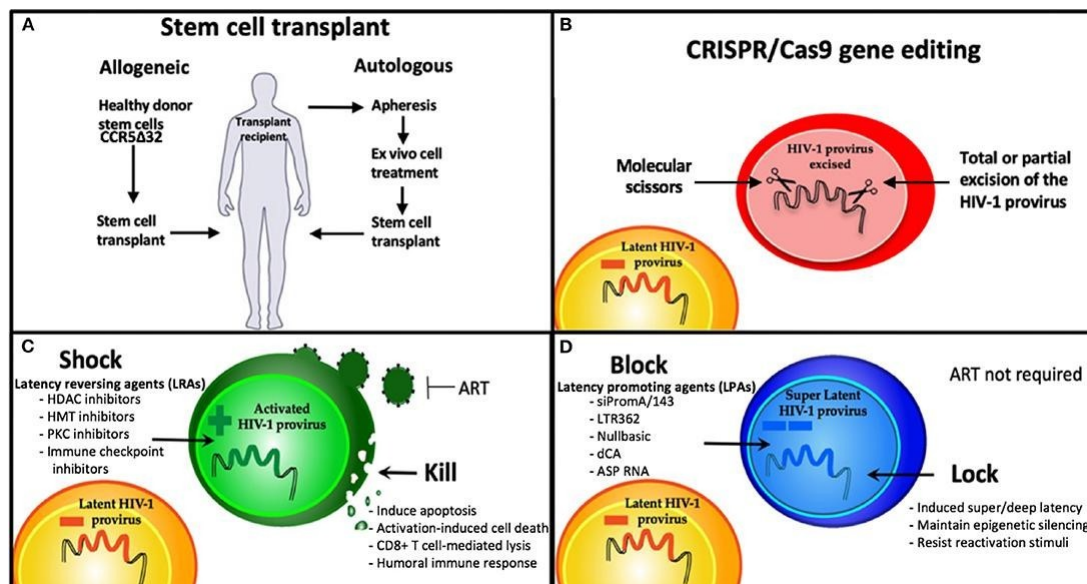 A
Stem cell transplant
Allogeneic
Healthy donor
stem cells
CCR5Δ32
Stem cell
transplant
Transplant
recipient
Autologous
Apheresis
Ex vivo cell
treatment
Stem cell
transplant
B
CRISPR/Cas9 gene editing
Molecular
scissors
HIV-1 provirus
excised
Total or partial
excision of the
HIV-1 provirus
Latent HIV-1
provirus
C
Shock
Latency reversing agents (LRAs)
- HDAC inhibitors
- HMT inhibitors
- PKC inhibitors
- Immune checkpoint
inhibitors
Activated
HIV-1 provirus
ART
Kill
- Induce apoptosis
- Activation-induced cell death
- CD8+ T cell-mediated lysis
- Humoral immune response
Latent HIV-1
provirus
D
Block
Latency promoting agents (LPAs)
- siPromA/143
- LTR362
- Nullbasic
- dCA
- ASP RNA
Super Latent
HIV-1 provirus
ART not required
Lock
- Induced super/deep latency
- Maintain epigenetic silencing
- Resist reactivation stimuli
Latent HIV-1
provirus